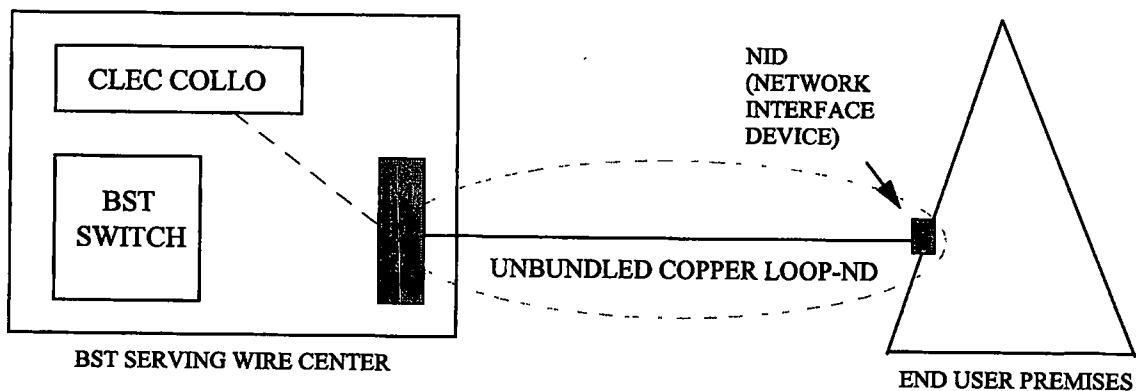 CLEC COLLO
BST
SWITCH
BST SERVING WIRE CENTER
UNBUNDLED COPPER LOOP-ND
NID
(NETWORK
INTERFACE
DEVICE)
END USER PREMISES